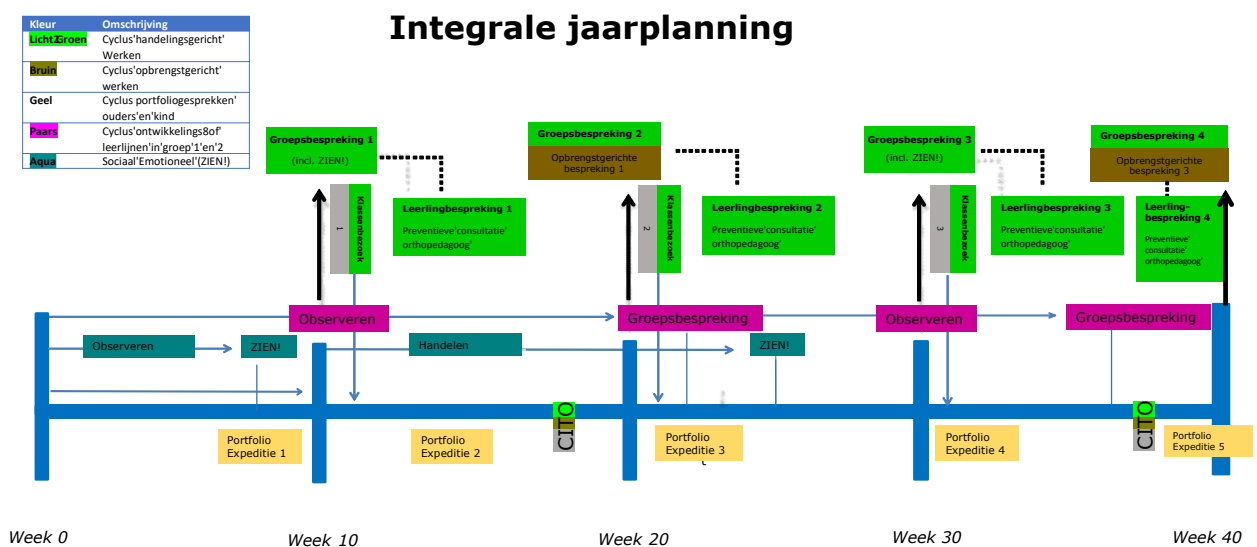 Integrale jaarplanning
Kleur Omschrijving
Licht2Groen Cyclus'handelingsgericht'
Werken
Bruin Cyclus'opbrengstgericht'
werken
Geel Cyclus portfoliogesprekken'
ouders'en'kind
Paars Cyclus'ontwikkelings8of'
leerlijnen'in'groep'1'en'2
Aqua Sociaal'Emotioneel'(ZIEN!)
Groepsbespreking 1
(incl. ZIEN!)
Groepsbespreking 2
Opbrengstgerichte
bespreking 1
Groepsbespreking 3
(incl. ZIEN!)
Groepsbespreking 4
Opbrengstgerichte
bespreking 3
1
Klassenbezoek
Leerlingbespreking 1
Preventieve'consultatie'
orthopedagoog'
2
Klassenbezoek
Leerlingbespreking 2
Preventieve'consultatie'
orthopedagoog'
3
Klassenbezoek
Leerlingbespreking 3
Preventieve'consultatie'
orthopedagoog'
Leerling-
bespreking 4
Preventieve'
consultatie'
orthopedagoog'
Observeren
Groepsbespreking
Observeren
Groepsbespreking
Observeren
ZIEN!
Handelen
ZIEN!
CITO
CITO
Portfolio
Expeditie 1
Portfolio
Expeditie 2
Portfolio
Expeditie 3
Portfolio
Expeditie 4
Portfolio
Expeditie 5
Week 0
Week 10
Week 20
Week 30
Week 40